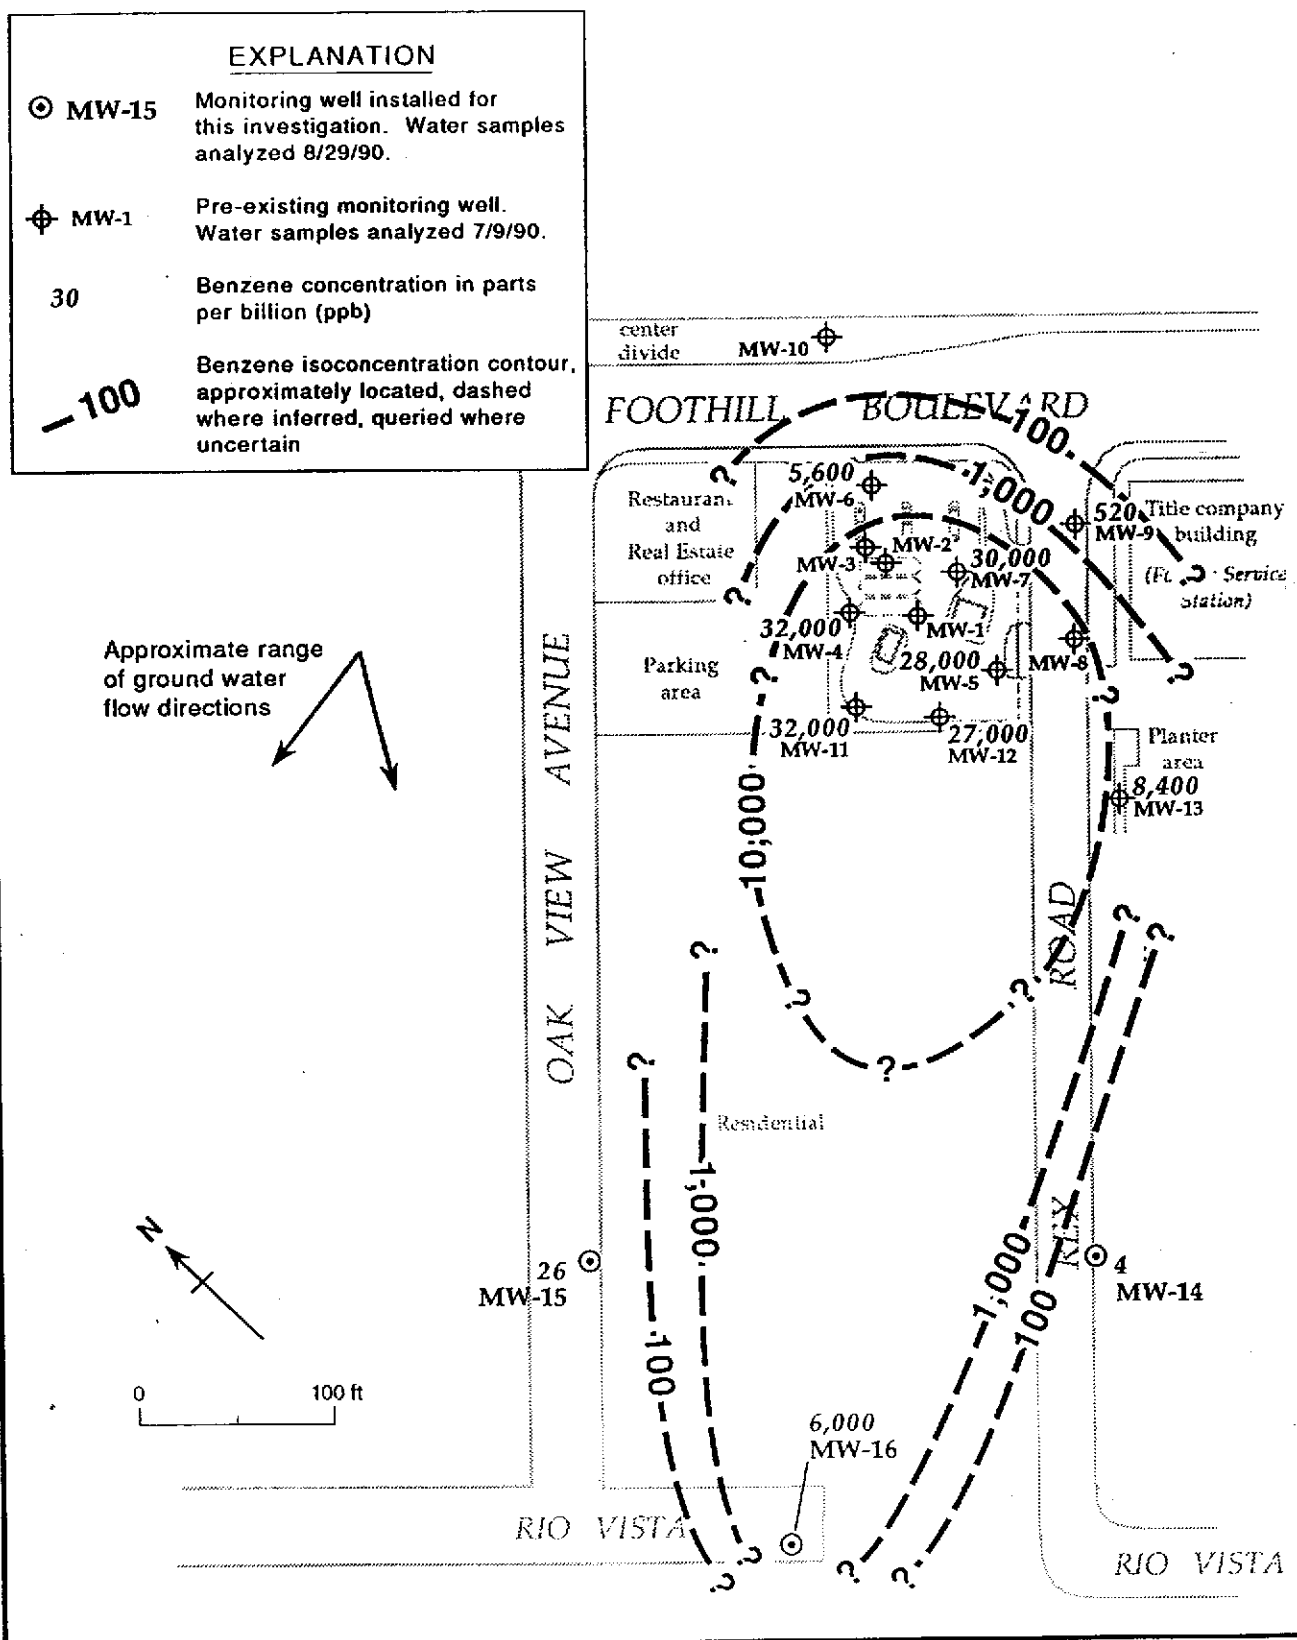 EXPLANATION
MW-15
Monitoring well installed for
this investigation. Water samples
analyzed 8/29/90.
MW-1
Pre-existing monitoring well.
Water samples analyzed 7/9/90.
30
Benzene concentration in parts
per billion (ppb)
100
Benzene isoconcentration contour,
approximately located, dashed
where inferred, queried where
uncertain
center
divide
MW-10
FOOTHILL BOULEVARD
100
?
5,600
MW-6
1,000
Restaurant
and
Real Estate
office
520
MW-9
Title company
building
MW-2
MW-3
30,000
MW-7
?
Service
Station)
?
32,000
MW-4
MW-1
MW-8
Approximate range
of ground water
flow directions
Parking
area
?
28,000
MW-5
?
?
32,000
MW-11
27,000
MW-12
Planter
area
8,400
MW-13
10,000
OAK VIEW AVENUE
ROAD
?
?
?
?
?
?
?
?
Residential
1,000
N
REX
26
MW-15
4
MW-14
1,000
100
100
0
100 ft
6,000
MW-16
RIO VISTA
?
?
?
?
RIO VISTA